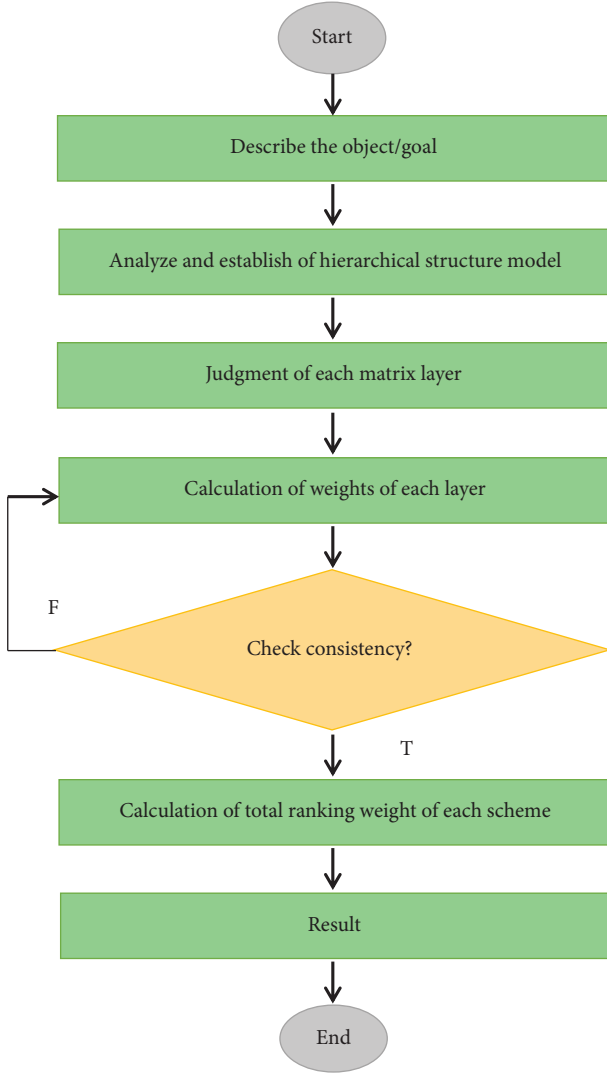 Start
Describe the object/goal
Analyze and establish of hierarchical structure model
Judgment of each matrix layer
Calculation of weights of each layer
F
Check consistency?
T
Calculation of total ranking weight of each scheme
Result
End